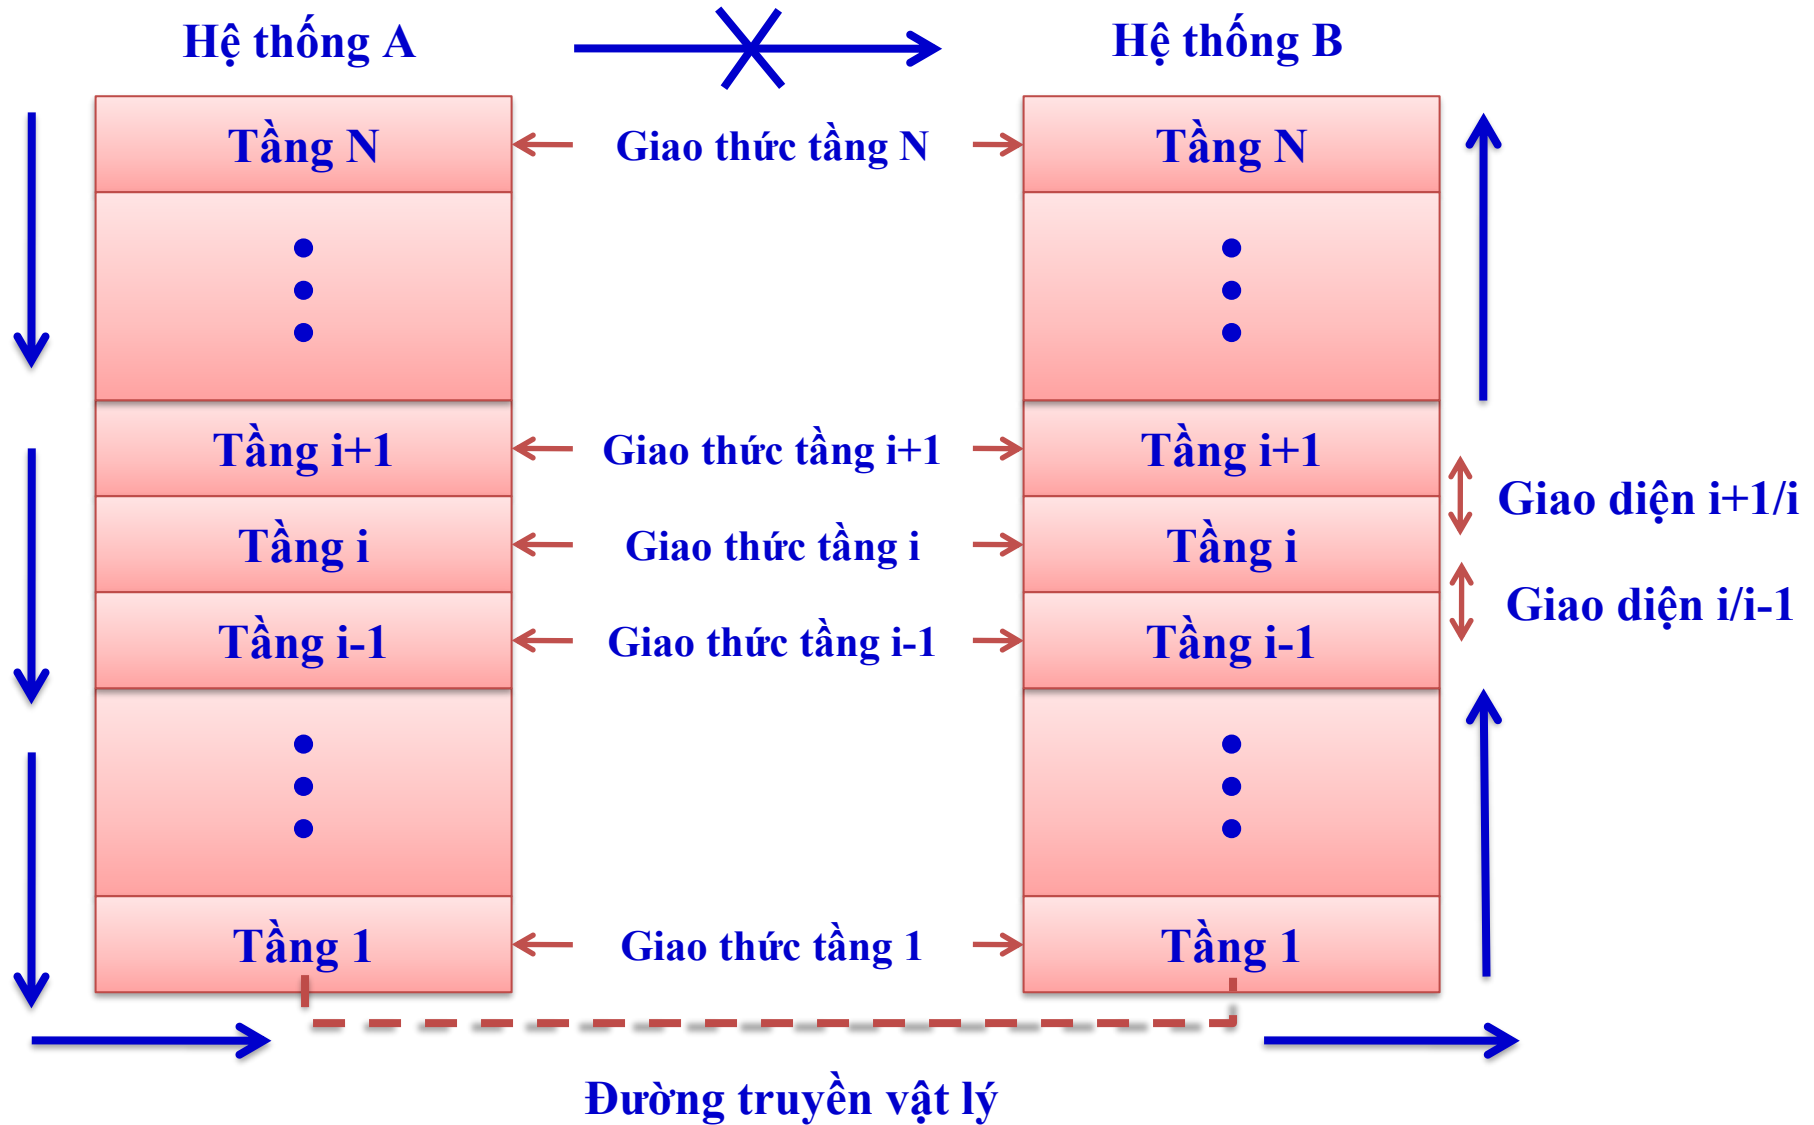 Hệ thống A
Hệ thống B
Tầng N
Giao thức tầng N
Tầng N
Tầng i+1
Giao thức tầng i+1
Tầng i+1
Giao diện i+1/i
Tầng i
Giao thức tầng i
Tầng i
Giao diện i/i-1
Tầng i-1
Giao thức tầng i-1
Tầng i-1
Tầng 1
Giao thức tầng 1
Tầng 1
Đường truyền vật lý